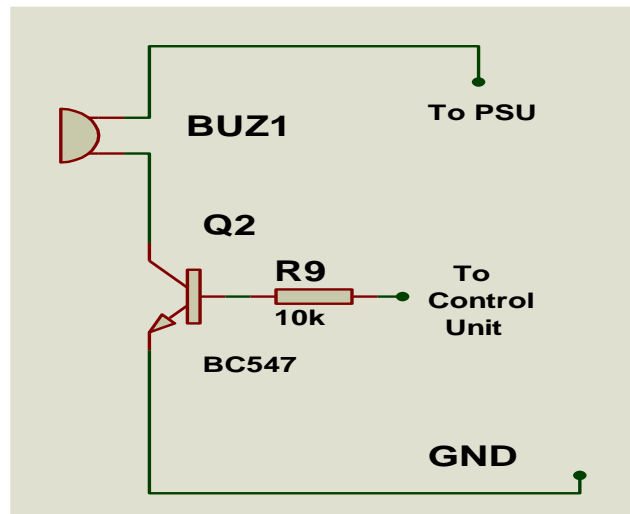 To PSU
BUZ1
Q2
R9
10k
To
Control
Unit
BC547
GND